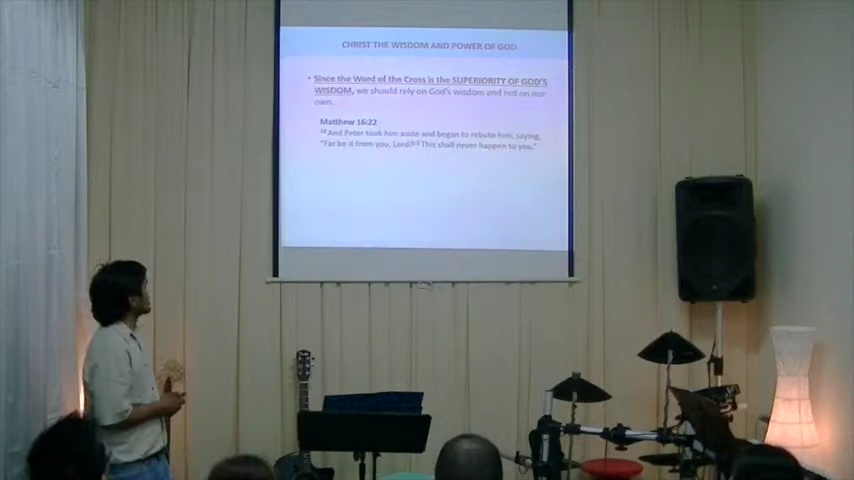 CHRIST THE WISDOM AND POWER OF GOD
• Since the Word of the Cross is the SUPERIORITY OF GOD'S
WISDOM, we should rely on God's wisdom and not on our
own.
Matthew 16:22
And Peter took him aside and began to rebuke him, saying,
"Far be it from you, Lord! This shall never happen to you."